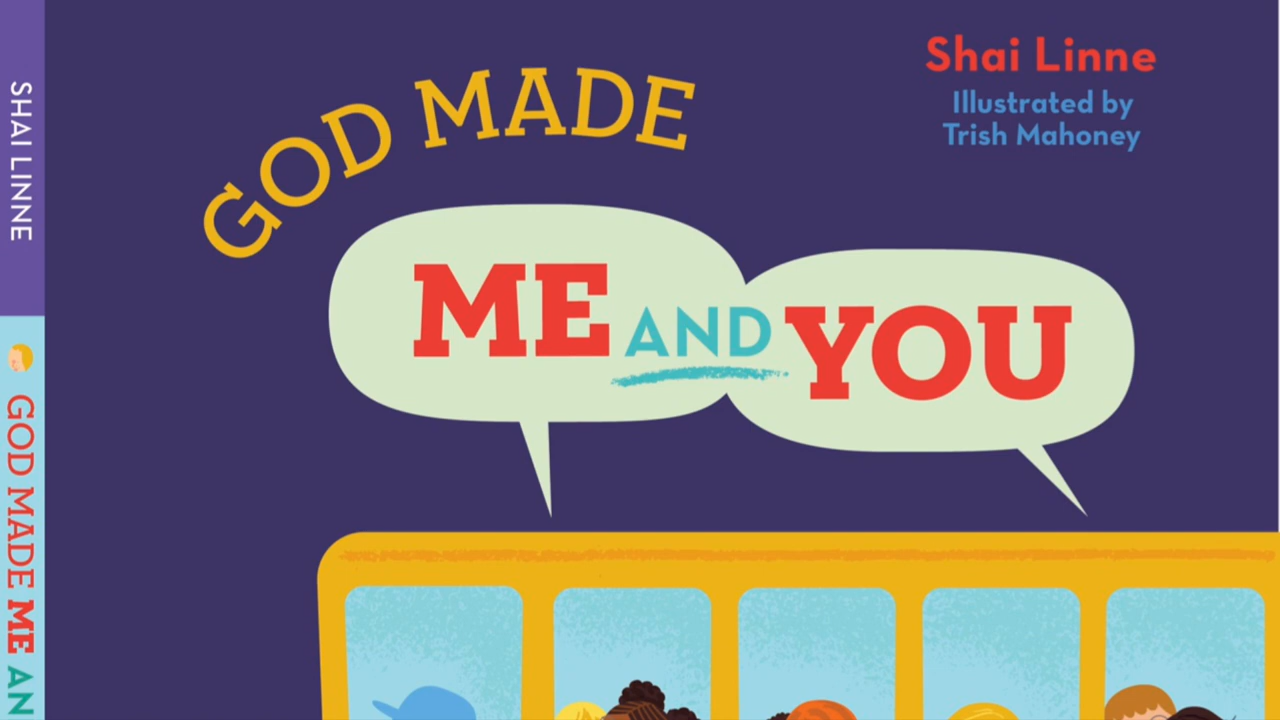 SHAI LINNE
GOD MADE ME AN
GOD MADE
ME AND YOU
Shai Linne
Illustrated by
Trish Mahoney